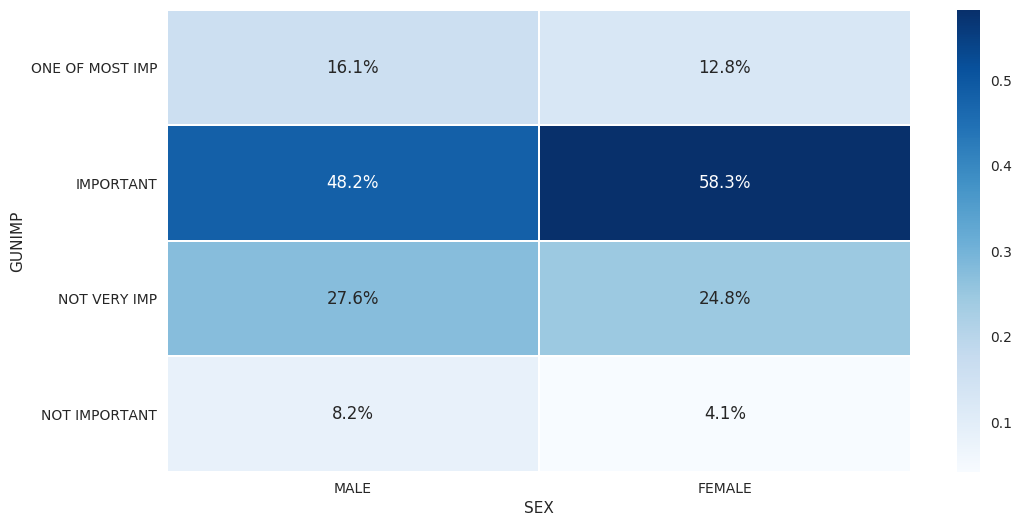 ONE OF MOST IMP 16.1% 12.8%
IMPORTANT 48.2% 58.3%
NOT VERY IMP 27.6% 24.8%
NOT IMPORTANT 8.2% 4.1%
GUNIMP
MALE FEMALE
SEX
0.5
0.4
0.3
0.2
0.1